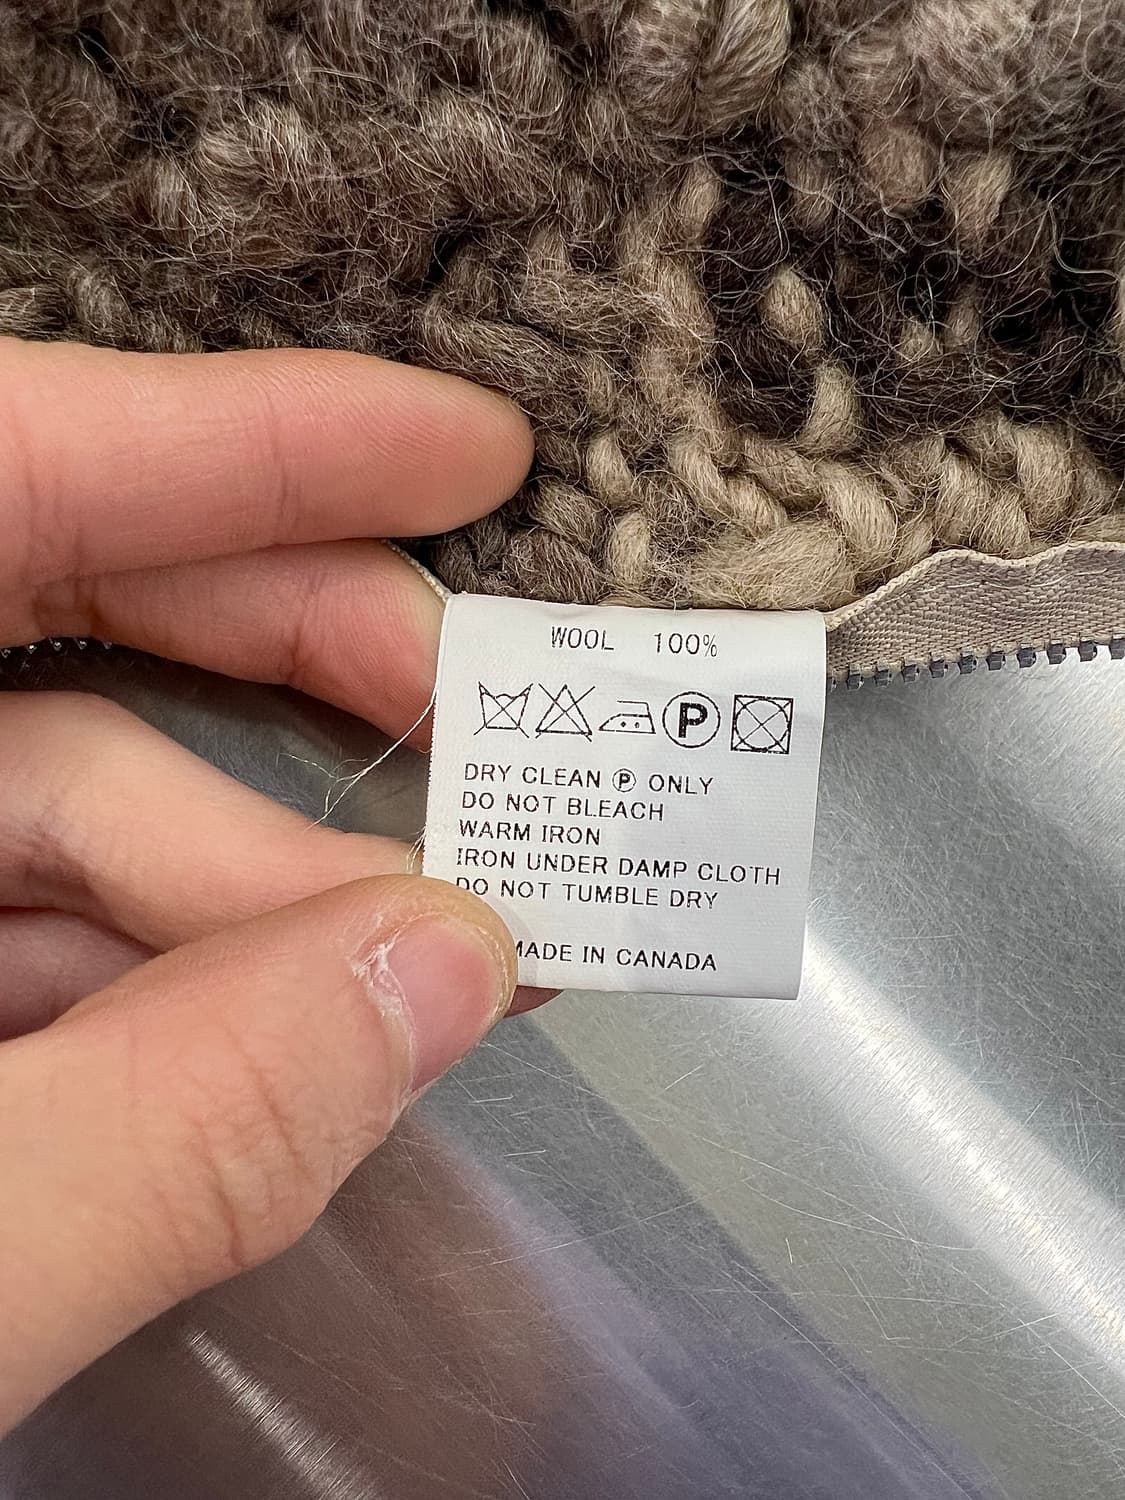 WOOL 100%
P
DRY CLEAN Ⓟ ONLY
DO NOT BLEACH
WARM IRON
IRON UNDER DAMP CLOTH
DO NOT TUMBLE DRY
MADE IN CANADA